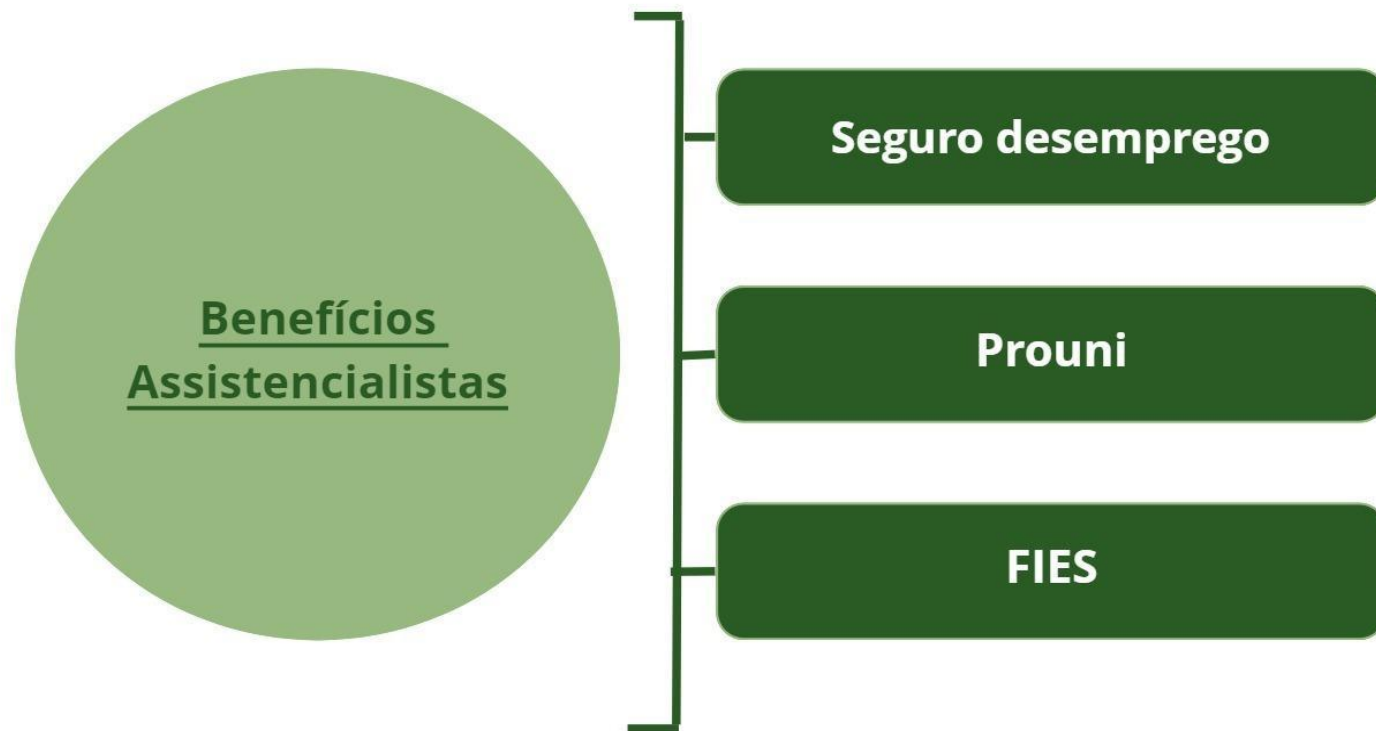 Benefícios
Assistencialistas
Seguro desemprego
Prouni
FIES